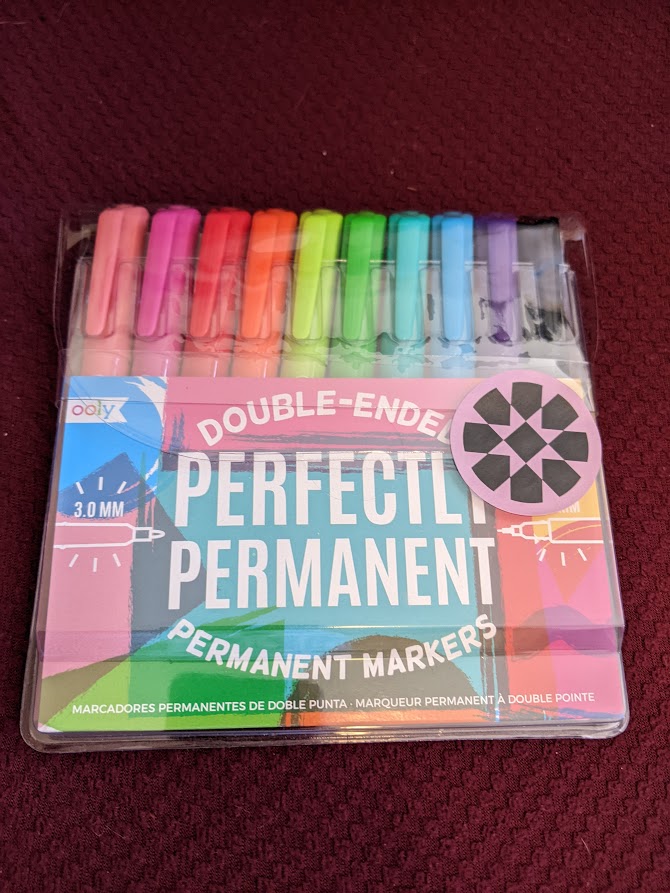 ooly
DOUBLE-ENDED
PERFECTLY
PERMANENT
3.0 MM
MM
PERMANENT MARKERS
MARCADORES PERMANENTES DE DOBLE PUNTA · MARQUEUR PERMANENT À DOUBLE POINTE